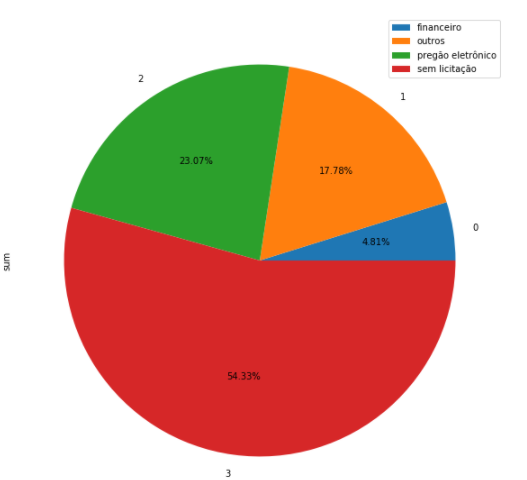 financeiro
outros
pregão eletrônico
sem licitação
2
1
23.07%
17.78%
0
4.81%
sum
54.33%
3